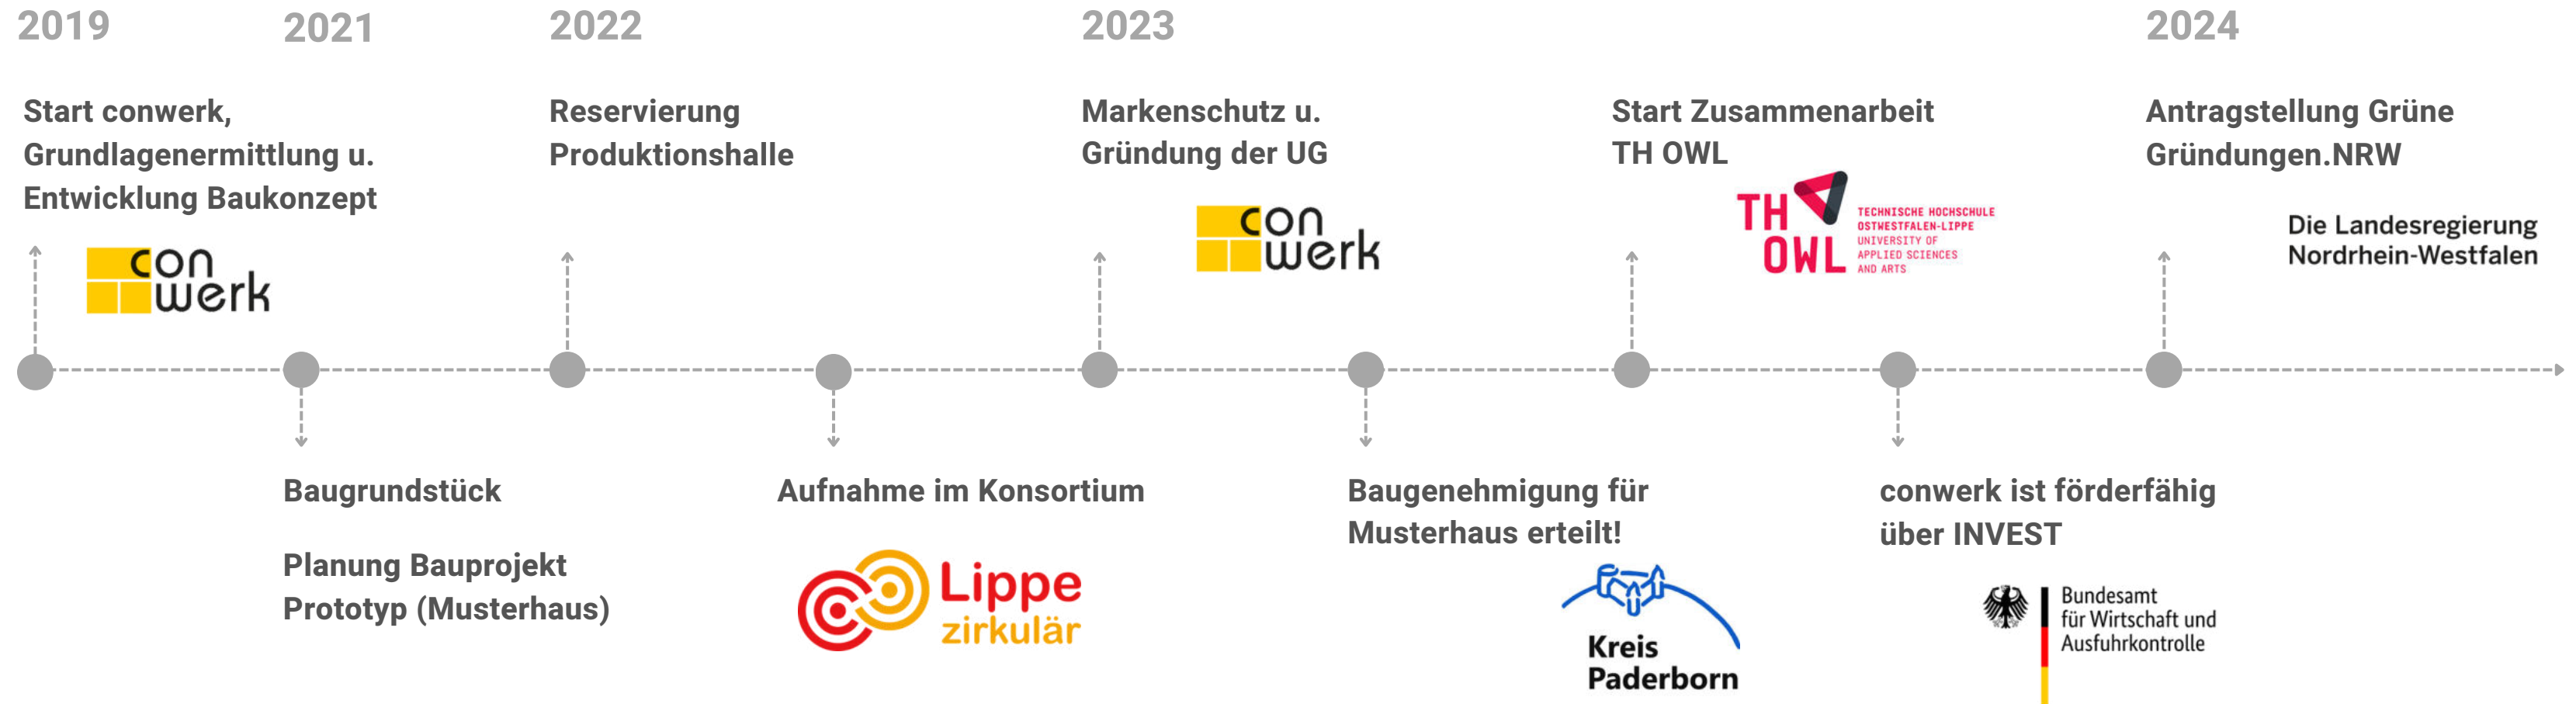 2019
2021
2022
2023
2024
Start conwerk,
Grundlagenermittlung u.
Entwicklung Baukonzept
con
werk
Reservierung
Produktionshalle
Markenschutz u.
Gründung der UG
con
werk
Start Zusammenarbeit
TH OWL
TH
OWL
TECHNISCHE HOCHSCHULE
OSTWESTFALEN-LIPPE
UNIVERSITY OF
APPLIED SCIENCES
AND ARTS
Antragstellung Grüne
Gründungen.NRW
Die Landesregierung
Nordrhein-Westfalen
Baugrundstück
Planung Bauprojekt
Prototyp (Musterhaus)
Aufnahme im Konsortium
Lippe
zirkulär
Baugenehmigung für
Musterhaus erteilt!
Kreis
Paderborn
conwerk ist förderfähig
über INVEST
Bundesamt
für Wirtschaft und
Ausfuhrkontrolle